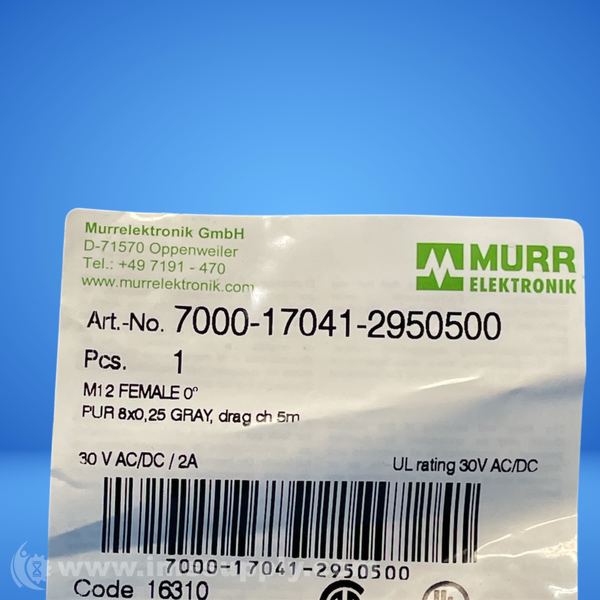 Murrelektronik GmbH
D-71570 Oppenweiler
Tel.: +49 7191 - 470
www.murrelektronik.com
MURR
ELEKTRONIK
Art.-No. 7000-17041-2950500
Pcs. 1
M12 FEMALE 0°
PUR 8x0,25 GRAY, drag ch 5m
30 V AC/DC / 2A
UL rating 30V AC/DC
7000-17041-2950500
Code 16310